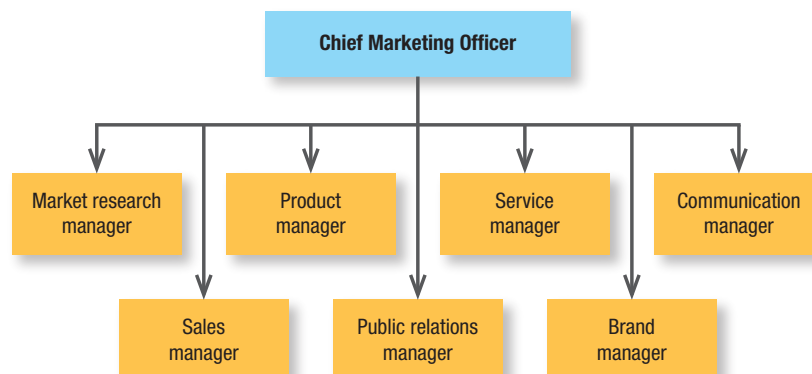 Chief Marketing Officer
Market research
manager
Product
manager
Service
manager
Communication
manager
Sales
manager
Public relations
manager
Brand
manager